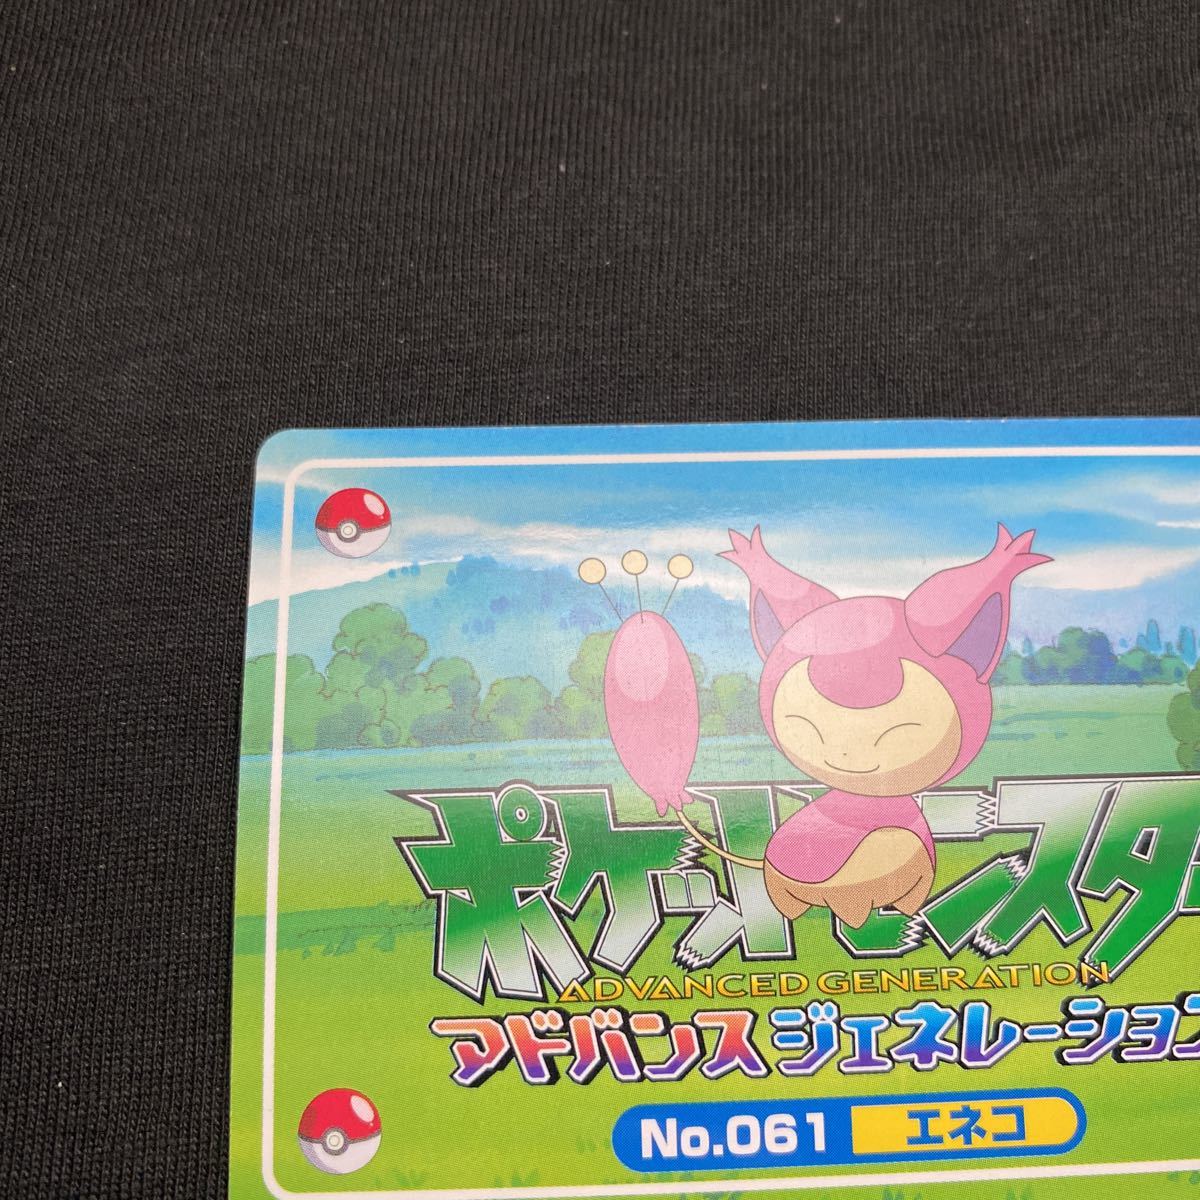 ポケットモンスター
ADVANCED GENERATION
アドバンスジェネレーション
No.061 エネコ